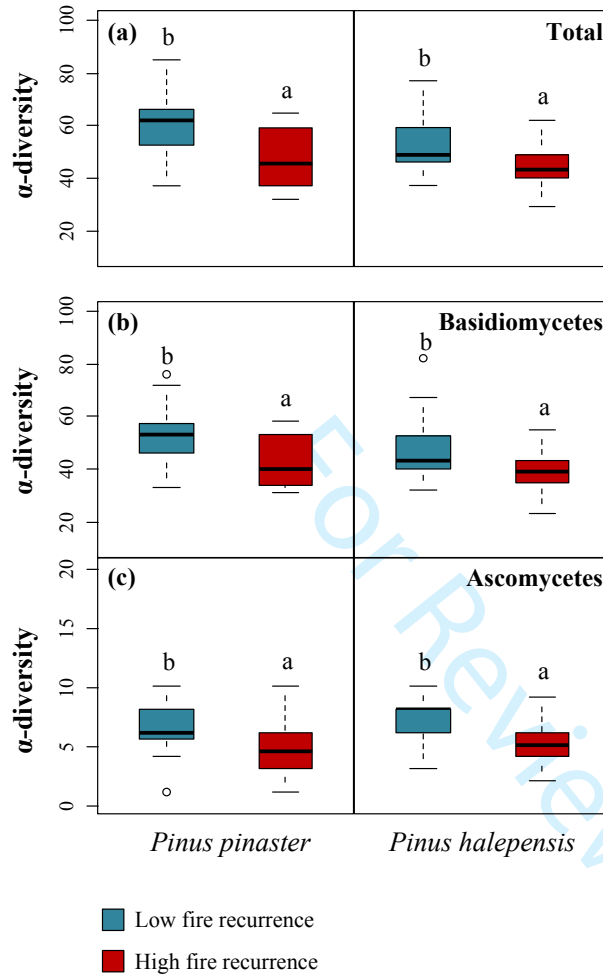 (a) Total
b a b a
α-diversity
100
80
60
40
20
(b) Basidiomycetes
b a b a
α-diversity
100
80
60
40
20
(c) Ascomycetes
b a b a
α-diversity
20
15
10
5
0
Pinus pinaster Pinus halepensis
Low fire recurrence
High fire recurrence
For Review